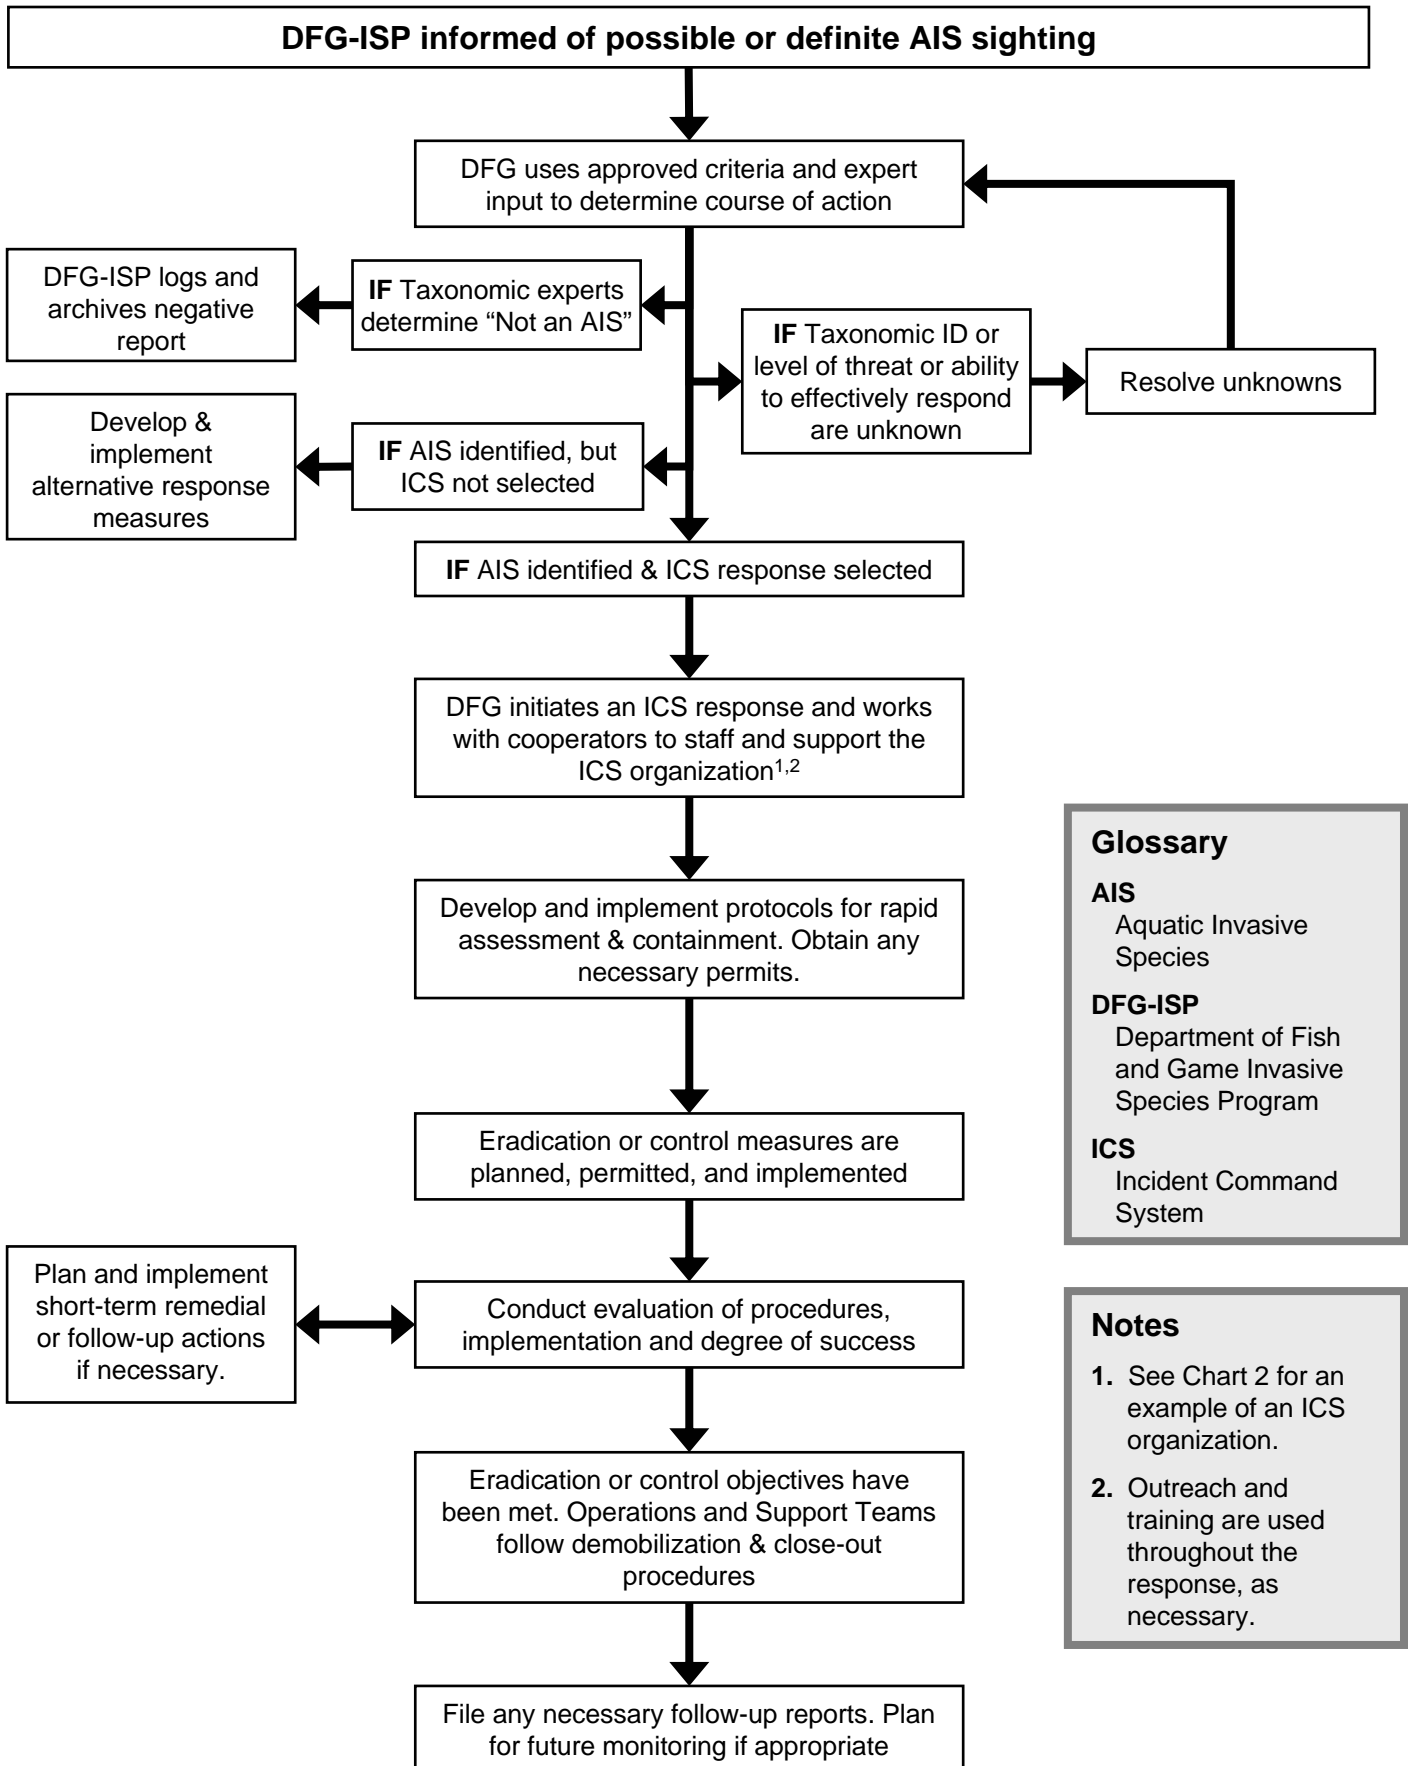 DFG-ISP informed of possible or definite AIS sighting
DFG uses approved criteria and expert
input to determine course of action
DFG-ISP logs and
archives negative
report
IF Taxonomic experts
determine “Not an AIS”
IF Taxonomic ID or
level of threat or ability
to effectively respond
are unknown
Resolve unknowns
Develop &
implement
alternative response
measures
IF AIS identified, but
ICS not selected
IF AIS identified & ICS response selected
DFG initiates an ICS response and works
with cooperators to staff and support the
ICS organization1,2
Develop and implement protocols for rapid
assessment & containment. Obtain any
necessary permits.
Eradication or control measures are
planned, permitted, and implemented
Plan and implement
short-term remedial
or follow-up actions
if necessary.
Conduct evaluation of procedures,
implementation and degree of success
Eradication or control objectives have
been met. Operations and Support Teams
follow demobilization & close-out
procedures
File any necessary follow-up reports. Plan
for future monitoring if appropriate
Glossary
AIS
Aquatic Invasive
Species
DFG-ISP
Department of Fish
and Game Invasive
Species Program
ICS
Incident Command
System
Notes
1. See Chart 2 for an
example of an ICS
organization.
2. Outreach and
training are used
throughout the
response, as
necessary.